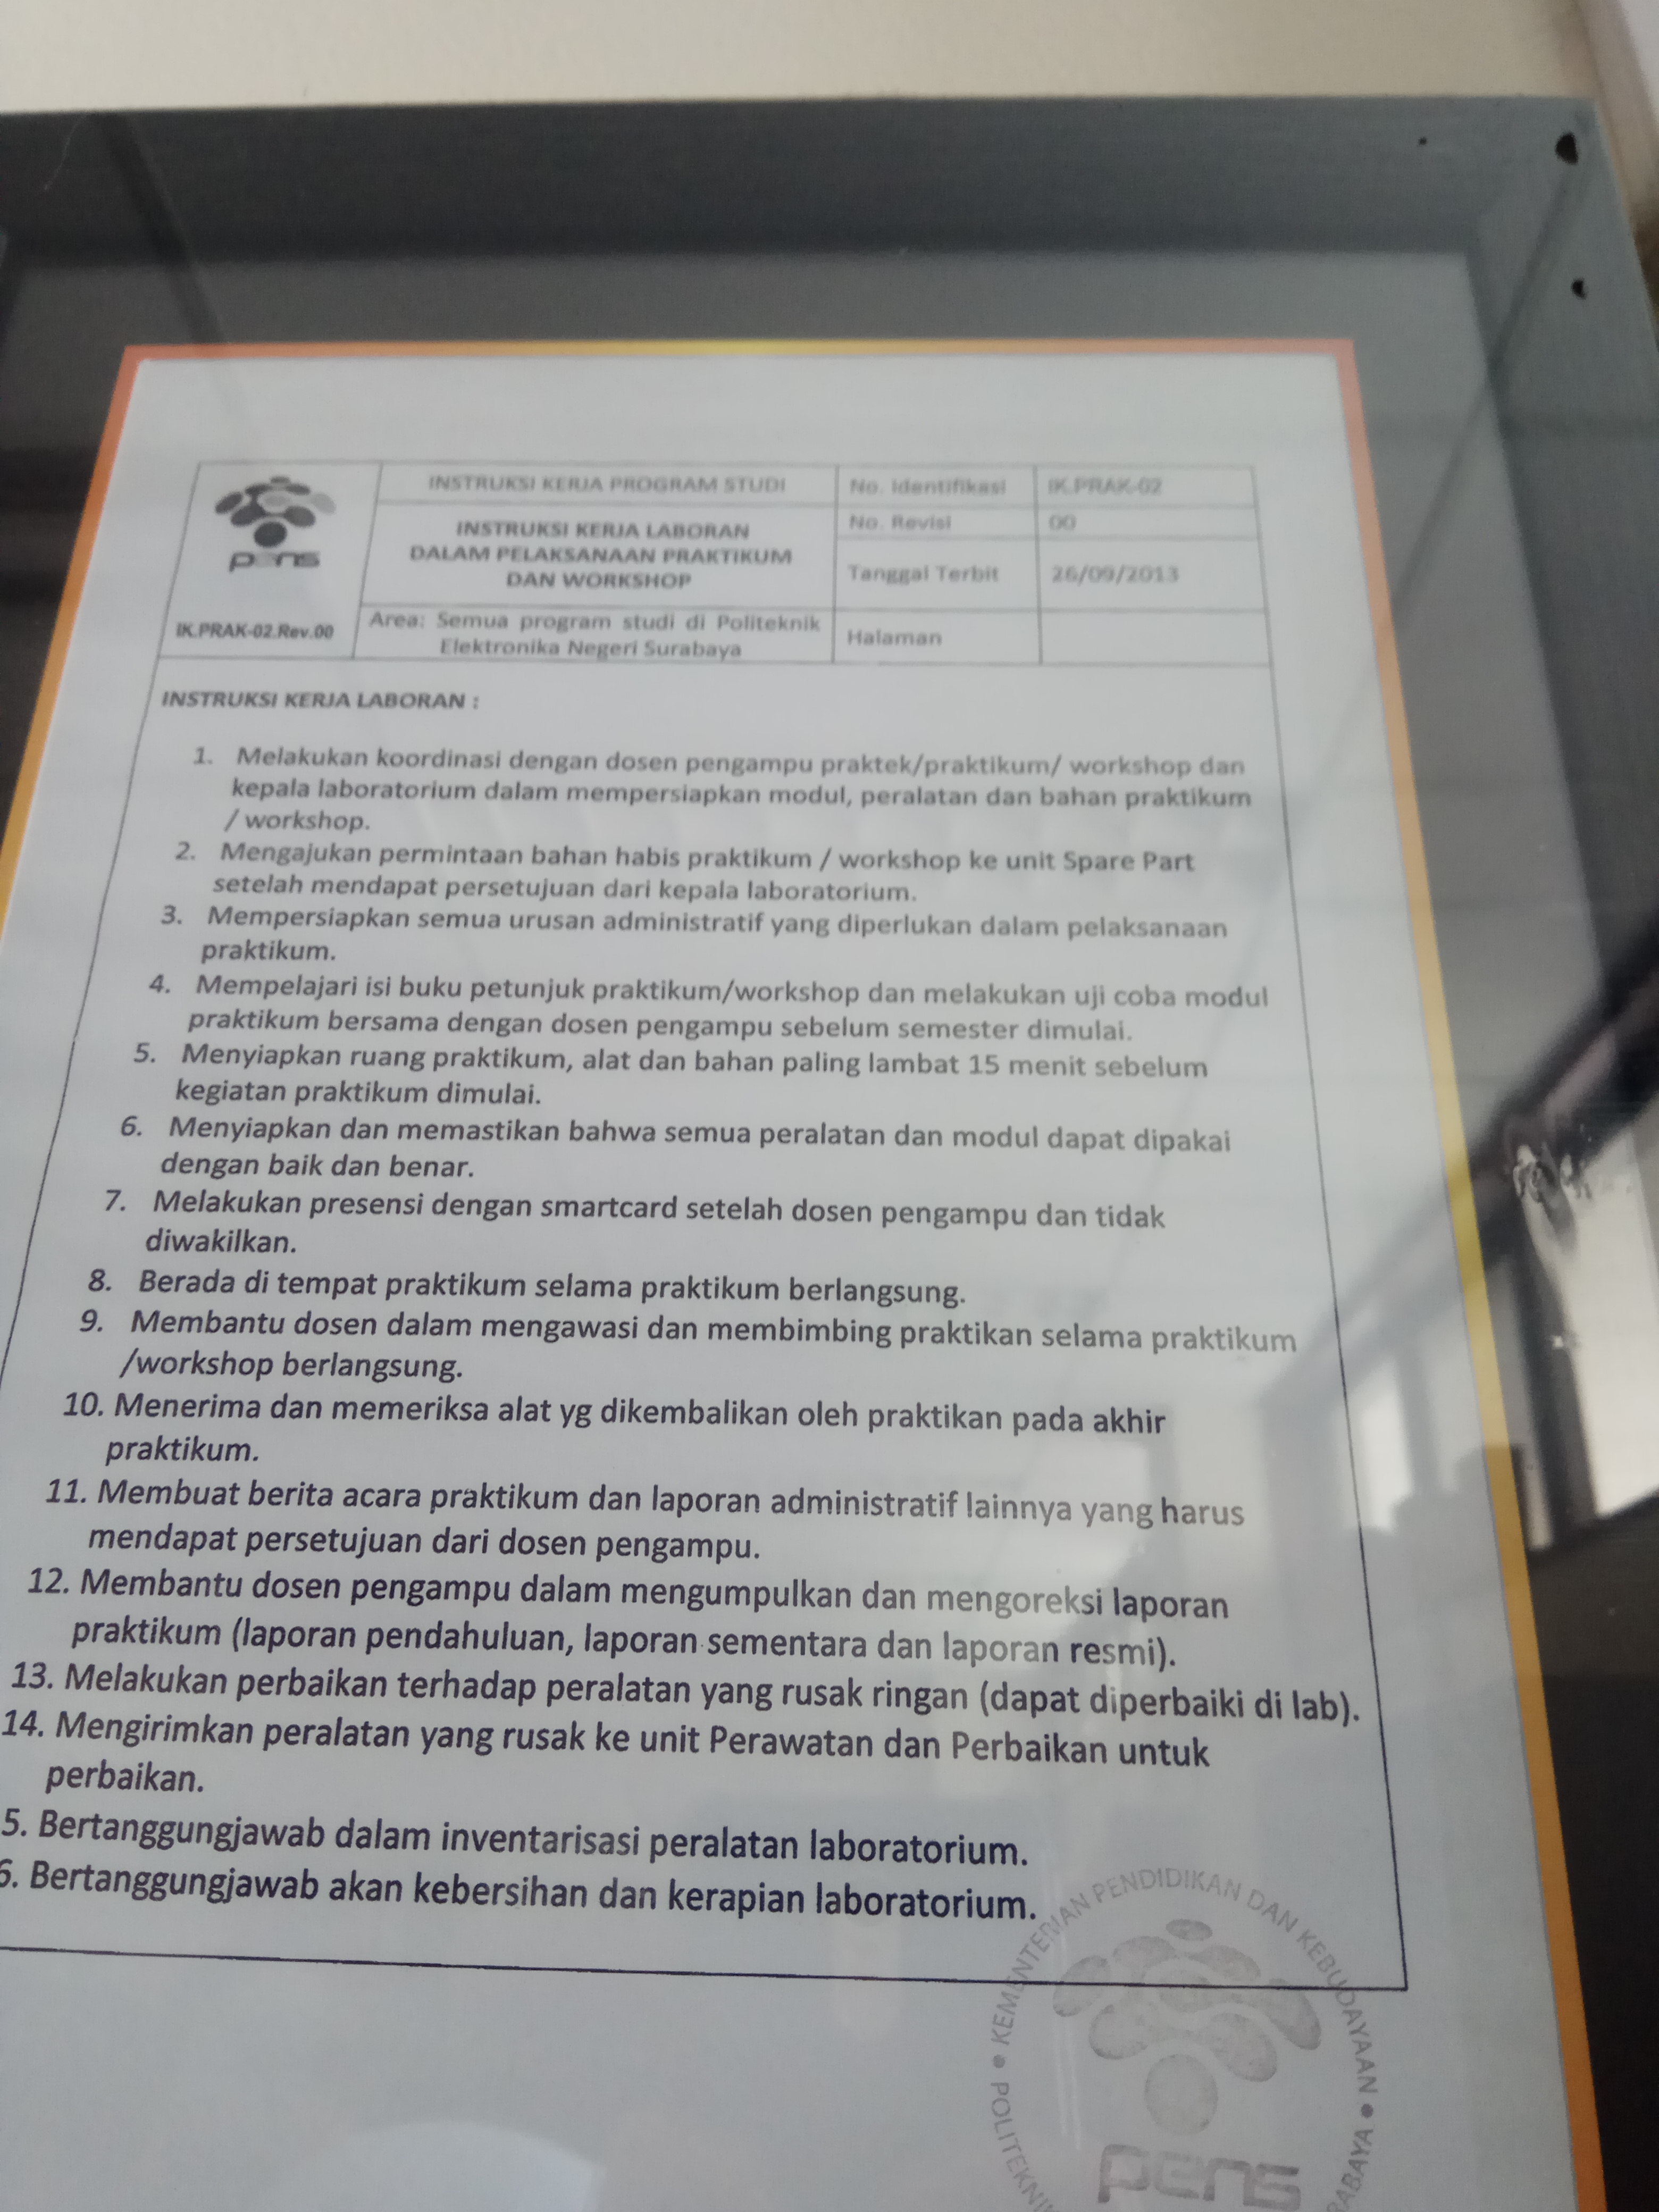 pens
IK.PRAK-02.Rev.00
INSTRUKSI KERJA PROGRAM STUDI
INSTRUKSI KERJA LABORAN
DALAM PELAKSANAAN PRAKTIKUM
DAN WORKSHOP
Area: Semua program studi di Politeknik
Elektronika Negeri Surabaya
No. Identifikasi IK.PRAK-02
No. Revisi 00
Tanggal Terbit 26/09/2013
Halaman
INSTRUKSI KERJA LABORAN :
1. Melakukan koordinasi dengan dosen pengampu praktek/praktikum/ workshop dan
kepala laboratorium dalam mempersiapkan modul, peralatan dan bahan praktikum
/ workshop.
2. Mengajukan permintaan bahan habis praktikum / workshop ke unit Spare Part
setelah mendapat persetujuan dari kepala laboratorium.
3. Mempersiapkan semua urusan administratif yang diperlukan dalam pelaksanaan
praktikum.
4. Mempelajari isi buku petunjuk praktikum/workshop dan melakukan uji coba modul
praktikum bersama dengan dosen pengampu sebelum semester dimulai.
5. Menyiapkan ruang praktikum, alat dan bahan paling lambat 15 menit sebelum
kegiatan praktikum dimulai.
6. Menyiapkan dan memastikan bahwa semua peralatan dan modul dapat dipakai
dengan baik dan benar.
7. Melakukan presensi dengan smartcard setelah dosen pengampu dan tidak
diwakilkan.
8. Berada di tempat praktikum selama praktikum berlangsung.
9. Membantu dosen dalam mengawasi dan membimbing praktikan selama praktikum
/workshop berlangsung.
10. Menerima dan memeriksa alat yg dikembalikan oleh praktikan pada akhir
praktikum.
11. Membuat berita acara praktikum dan laporan administratif lainnya yang harus
mendapat persetujuan dari dosen pengampu.
12. Membantu dosen pengampu dalam mengumpulkan dan mengoreksi laporan
praktikum (laporan pendahuluan, laporan sementara dan laporan resmi).
13. Melakukan perbaikan terhadap peralatan yang rusak ringan (dapat diperbaiki di lab).
14. Mengirimkan peralatan yang rusak ke unit Perawatan dan Perbaikan untuk
perbaikan.
5. Bertanggungjawab dalam inventarisasi peralatan laboratorium.
6. Bertanggungjawab akan kebersihan dan kerapian laboratorium.
KEMENTERIAN PENDIDIKAN DAN KEBUDAYAAN
pens